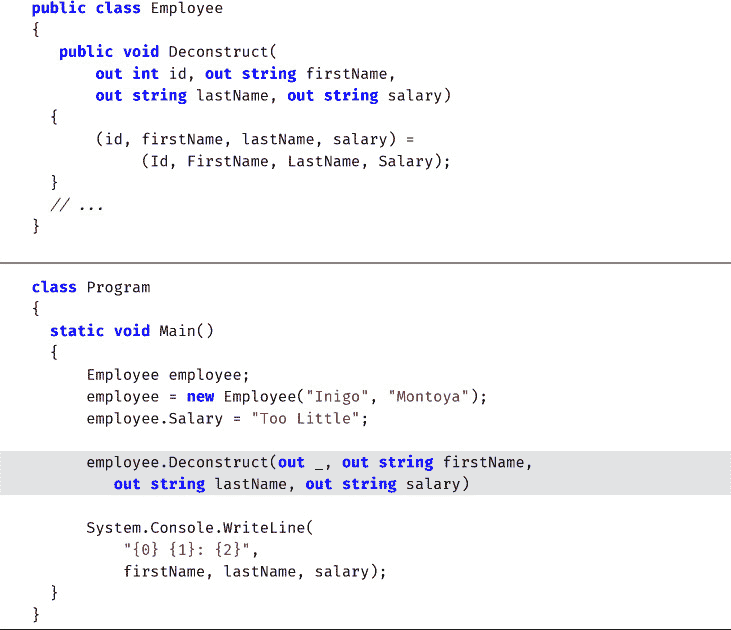 public class Employee
{
public void Deconstruct(
out int id, out string firstName,
out string lastName, out string salary)
{
(id, firstName, lastName, salary) =
(Id, FirstName, LastName, Salary);
}
// ...
}
class Program
{
static void Main()
{
Employee employee;
employee = new Employee("Inigo", "Montoya");
employee.Salary = "Too Little";
employee.Deconstruct(out _, out string firstName,
out string lastName, out string salary)
System.Console.WriteLine(
"{0} {1}: {2}",
firstName, lastName, salary);
}
}